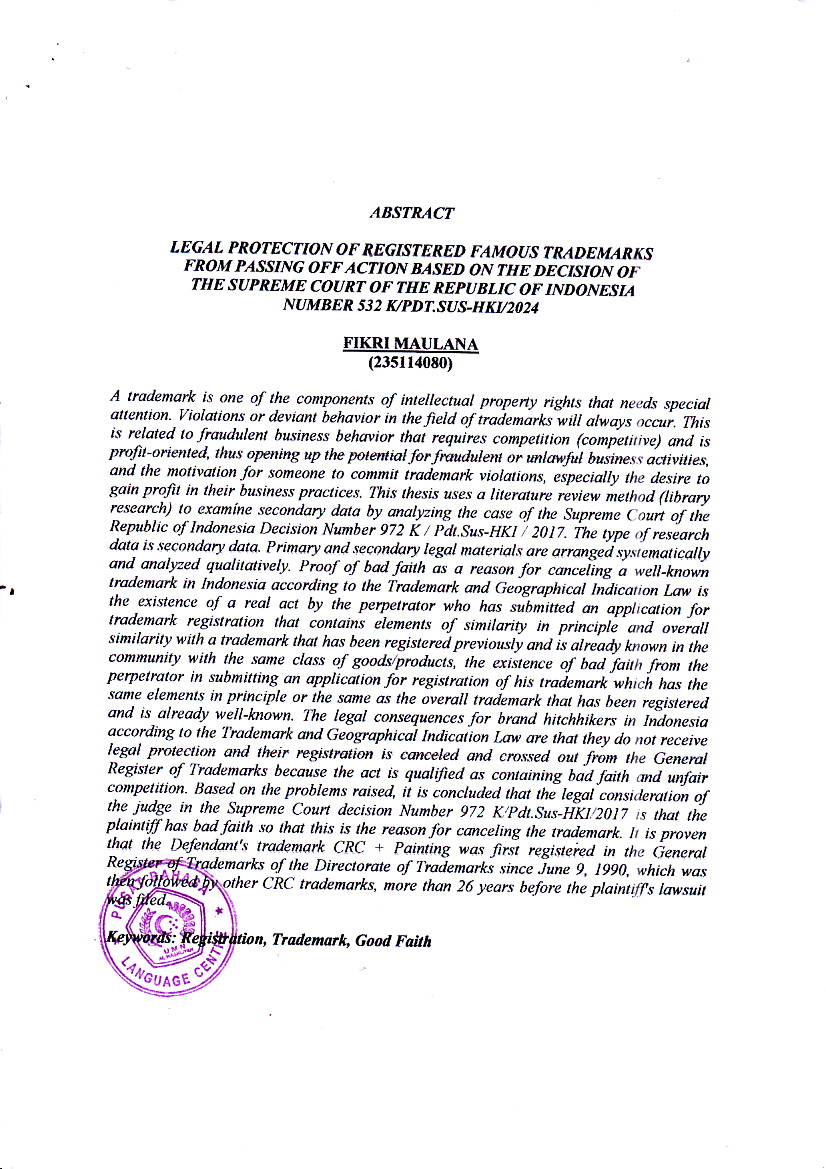 ABSTRACT
LEGAL PROTECTION OF REGISTERED FAMOUS TRADEMARKS
FROM PASSING OFF ACTION BASED ON THE DECISION OF
THE SUPREME COURT OF THE REPUBLIC OF INDONESIA
NUMBER 532 K/PDT.SUS-HKI/2024
FIKRI MAULANA
(235114080)
A trademark is one of the components of intellectual property rights that needs special
attention. Violations or deviant behavior in the field of trademarks will always occur. This
is related to fraudulent business behavior that requires competition (competitive) and is
profit-oriented, thus opening up the potential for fraudulent or unlawful business activities,
and the motivation for someone to commit trademark violations, especially the desire to
gain profit in their business practices. This thesis uses a literature review method (library
research) to examine secondary data by analyzing the case of the Supreme Court of the
Republic of Indonesia Decision Number 972 K / Pdt.Sus-HKI / 2017. The type of research
data is secondary data. Primary and secondary legal materials are arranged systematically
and analyzed qualitatively. Proof of bad faith as a reason for canceling a well-known
trademark in Indonesia according to the Trademark and Geographical Indication Law is
the existence of a real act by the perpetrator who has submitted an application for
trademark registration that contains elements of similarity in principle and overall
similarity with a trademark that has been registered previously and is already known in the
community with the same class of goods/products, the existence of bad faith from the
perpetrator in submitting an application for registration of his trademark which has the
same elements in principle or the same as the overall trademark that has been registered
and is already well-known. The legal consequences for brand hitchhikers in Indonesia
according to the Trademark and Geographical Indication Law are that they do not receive
legal protection and their registration is canceled and crossed out from the General
Register of Trademarks because the act is qualified as containing bad faith and unfair
competition. Based on the problems raised, it is concluded that the legal consideration of
the judge in the Supreme Court decision Number 972 K/Pdt.Sus-HKI/2017 is that the
plaintiff has bad faith so that this is the reason for canceling the trademark. It is proven
that the Defendant's trademark CRC + Painting was first registered in the General
Register of Trademarks of the Directorate of Trademarks since June 9, 1990, which was
then followed by other CRC trademarks, more than 26 years before the plaintiff's lawsuit
was filed.
Keywords: Registration, Trademark, Good Faith
PUSAT BAHASA
UMN
AL WASHLIYAH
LANGUAGE CENTRE